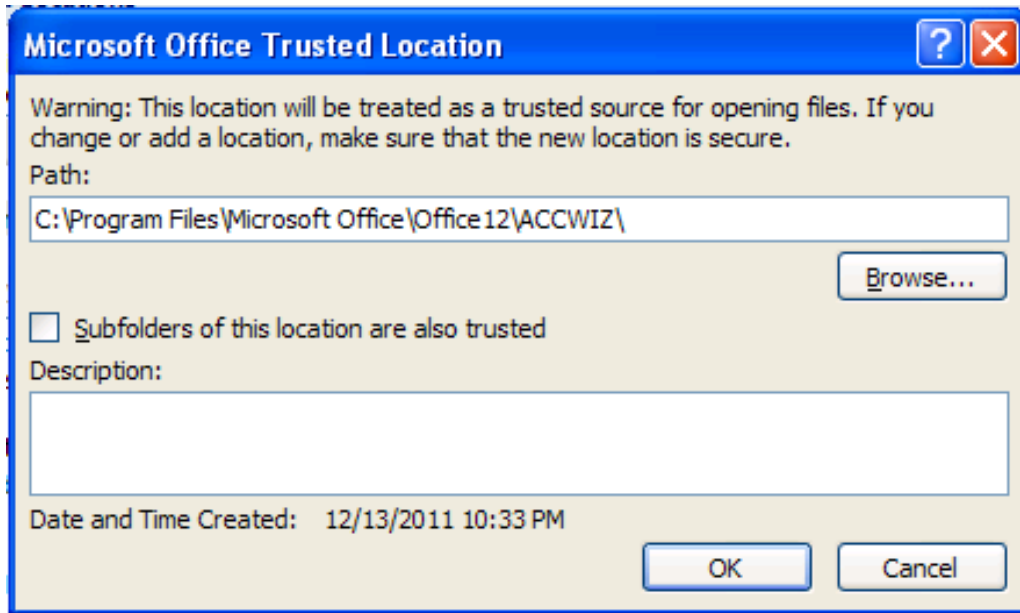 Microsoft Office Trusted Location
Warning: This location will be treated as a trusted source for opening files. If you
change or add a location, make sure that the new location is secure.
Path:
C:\Program Files\Microsoft Office\Office12\ACCWIZ\
Browse...
Subfolders of this location are also trusted
Description:
Date and Time Created: 12/13/2011 10:33 PM
OK Cancel